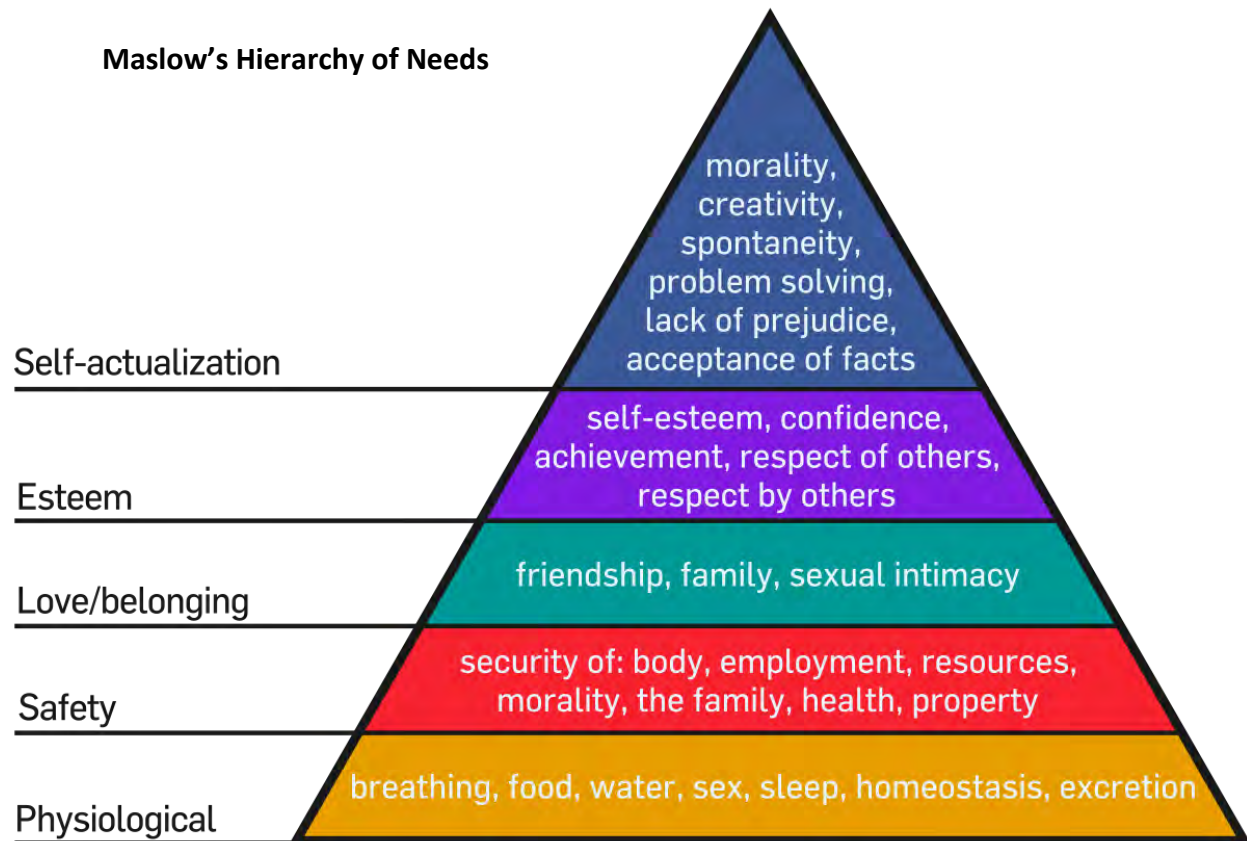 Maslow’s Hierarchy of Needs
morality,
creativity,
spontaneity,
problem solving,
lack of prejudice,
acceptance of facts
Self-actualization
self-esteem, confidence,
achievement, respect of others,
respect by others
Esteem
friendship, family, sexual intimacy
Love/belonging
security of: body, employment, resources,
morality, the family, health, property
Safety
breathing, food, water, sex, sleep, homeostasis, excretion
Physiological